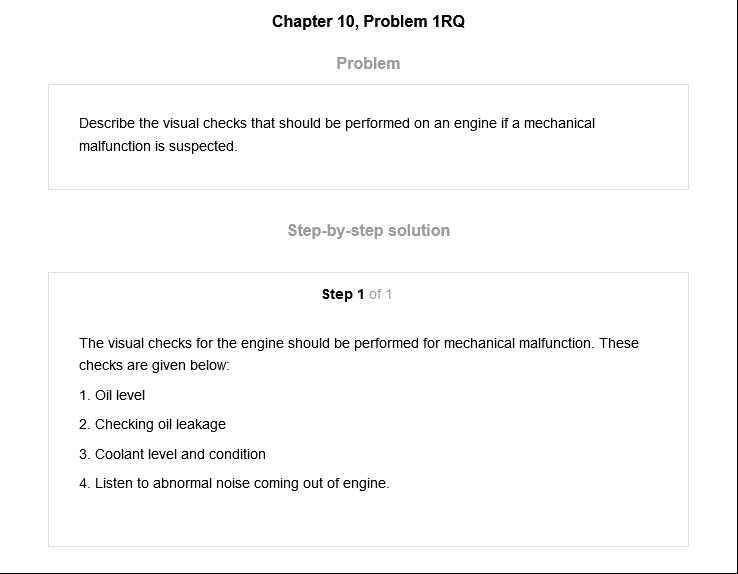 Chapter 10, Problem 1RQ
Problem
Describe the visual checks that should be performed on an engine if a mechanical
malfunction is suspected.
Step-by-step solution
Step 1 of 1
The visual checks for the engine should be performed for mechanical malfunction. These
checks are given below:
1. Oil level
2. Checking oil leakage
3. Coolant level and condition
4. Listen to abnormal noise coming out of engine.